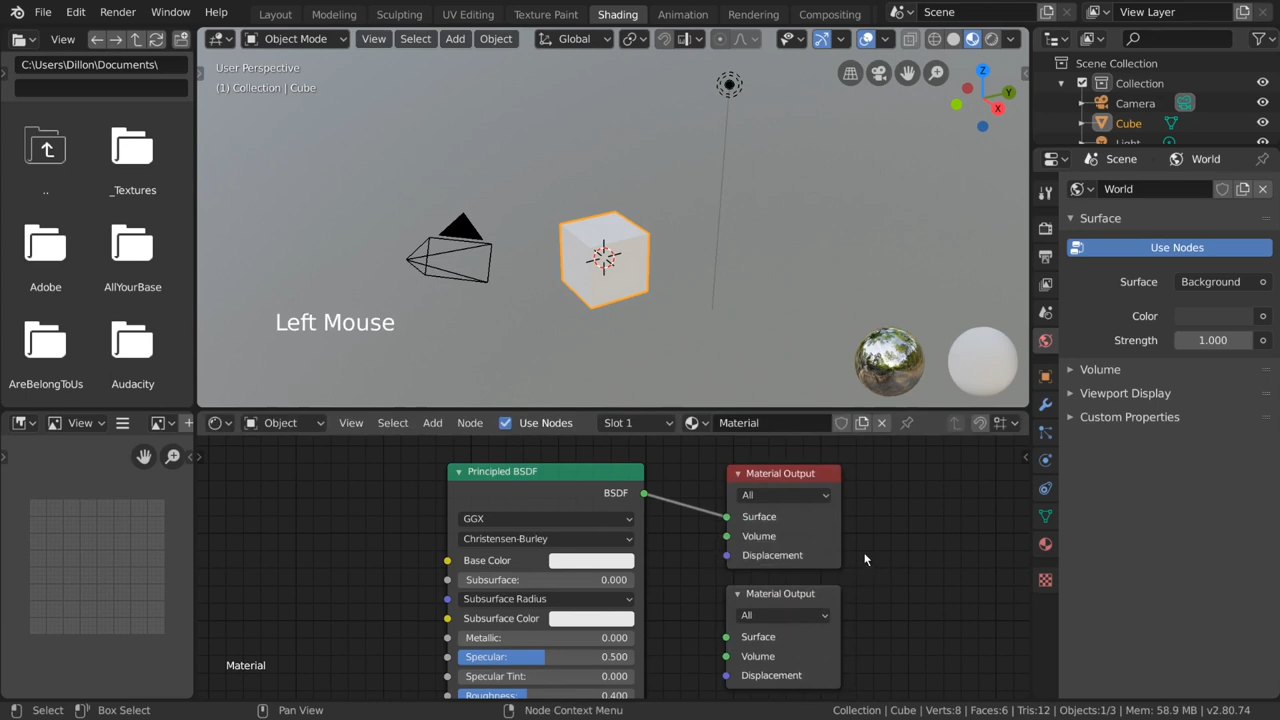 File Edit Render Window Help Layout Modeling Sculpting UV Editing Texture Paint Shading Animation Rendering Compositing Scene View Layer
View
C:\Users\Dillon\Documents\
..
_Textures
Adobe
AllYourBase
AreBelongToUs
Audacity
Object Mode View Select Add Object Global
User Perspective
(1) Collection | Cube
Left Mouse
Z
Y
X
Scene Collection
Collection
Camera
Cube
Light
Scene World
World
Surface
Use Nodes
Surface Background
Color
Strength 1.000
Volume
Viewport Display
Custom Properties
View
Object View Select Add Node Use Nodes Slot 1 Material
Principled BSDF
BSDF
GGX
Christensen-Burley
Base Color
Subsurface: 0.000
Subsurface Radius
Subsurface Color
Metallic: 0.000
Specular: 0.500
Specular Tint: 0.000
Roughness: 0.400
Material Output
All
Surface
Volume
Displacement
Material Output
All
Surface
Volume
Displacement
Material
Select Box Select Pan View Node Context Menu Collection | Cube | Verts:8 | Faces:6 | Tris:12 | Objects:1/3 | Mem: 58.9 MB | v2.80.74